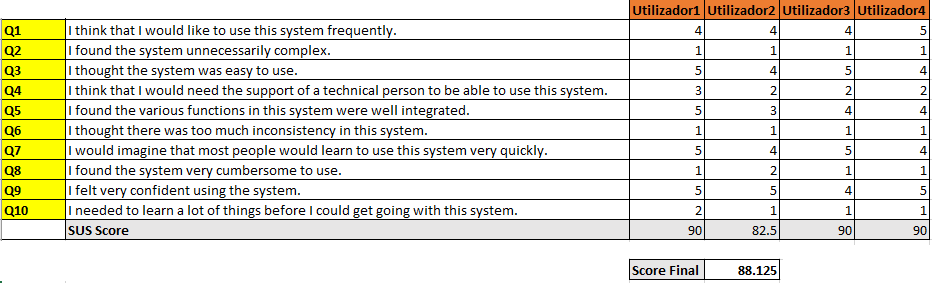 Utilizador1 Utilizador2 Utilizador3 Utilizador4
Q1 I think that I would like to use this system frequently. 4 4 4 5
Q2 I found the system unnecessarily complex. 1 1 1 1
Q3 I thought the system was easy to use. 5 4 5 4
Q4 I think that I would need the support of a technical person to be able to use this system. 3 2 2 2
Q5 I found the various functions in this system were well integrated. 5 3 4 4
Q6 I thought there was too much inconsistency in this system. 1 1 1 1
Q7 I would imagine that most people would learn to use this system very quickly. 5 4 5 4
Q8 I found the system very cumbersome to use. 1 2 1 1
Q9 I felt very confident using the system. 5 5 4 5
Q10 I needed to learn a lot of things before I could get going with this system. 2 1 1 1
SUS Score 90 82.5 90 90
Score Final 88.125